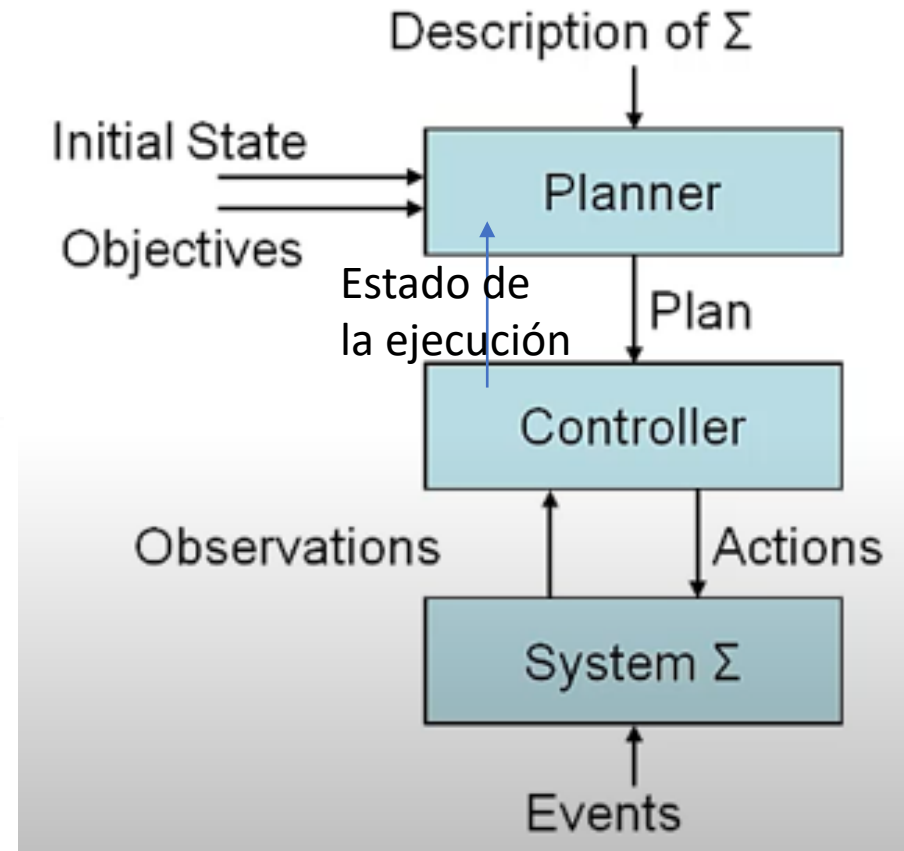 Description of Σ
Initial State
Planner
Objectives
Estado de
la ejecución
Plan
Controller
Observations
Actions
System Σ
Events